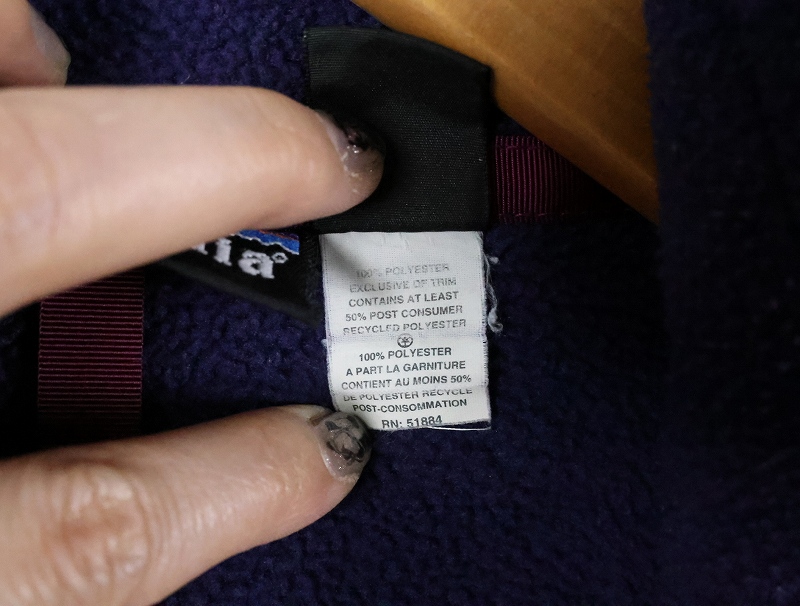 ia®
100% POLYESTER
EXCLUSIVE OF TRIM
CONTAINS AT LEAST
50% POST CONSUMER
RECYCLED POLYESTER
100% POLYESTER
A PART LA GARNITURE
CONTIENT AU MOINS 50%
DE POLYESTER RECYCLE
POST-CONSOMMATION
RN: 51884